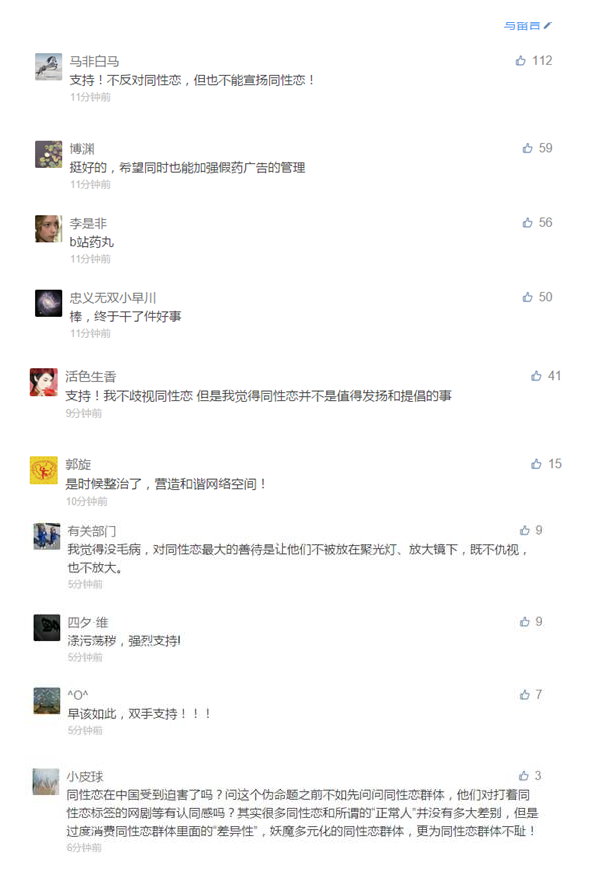 写留言
马非白马
112
支持！不反对同性恋，但也不能宣扬同性恋！
11分钟前
博渊
59
挺好的，希望同时也能加强假药广告的管理
11分钟前
李是非
56
b站药丸
11分钟前
忠义无双小早川
50
棒，终于干了件好事
11分钟前
活色生香
41
支持！我不歧视同性恋 但是我觉得同性恋并不是值得发扬和提倡的事
9分钟前
郭旋
15
是时候整治了，营造和谐网络空间！
10分钟前
有关部门
9
我觉得没毛病，对同性恋最大的善待是让他们不被放在聚光灯、放大镜下，既不仇视，
也不放大。
5分钟前
四夕·维
9
涤污荡秽，强烈支持!
5分钟前
^O^
7
早该如此，双手支持！！！
5分钟前
小皮球
3
同性恋在中国受到迫害了吗？问这个伪命题之前不如先问问同性恋群体，他们对打着同
性恋标签的网剧等有认同感吗？其实很多同性恋和所谓的“正常人”并没有多大差别，但是
过度消费同性恋群体里面的“差异性”，妖魔多元化的同性恋群体，更为同性恋群体不耻！
6分钟前